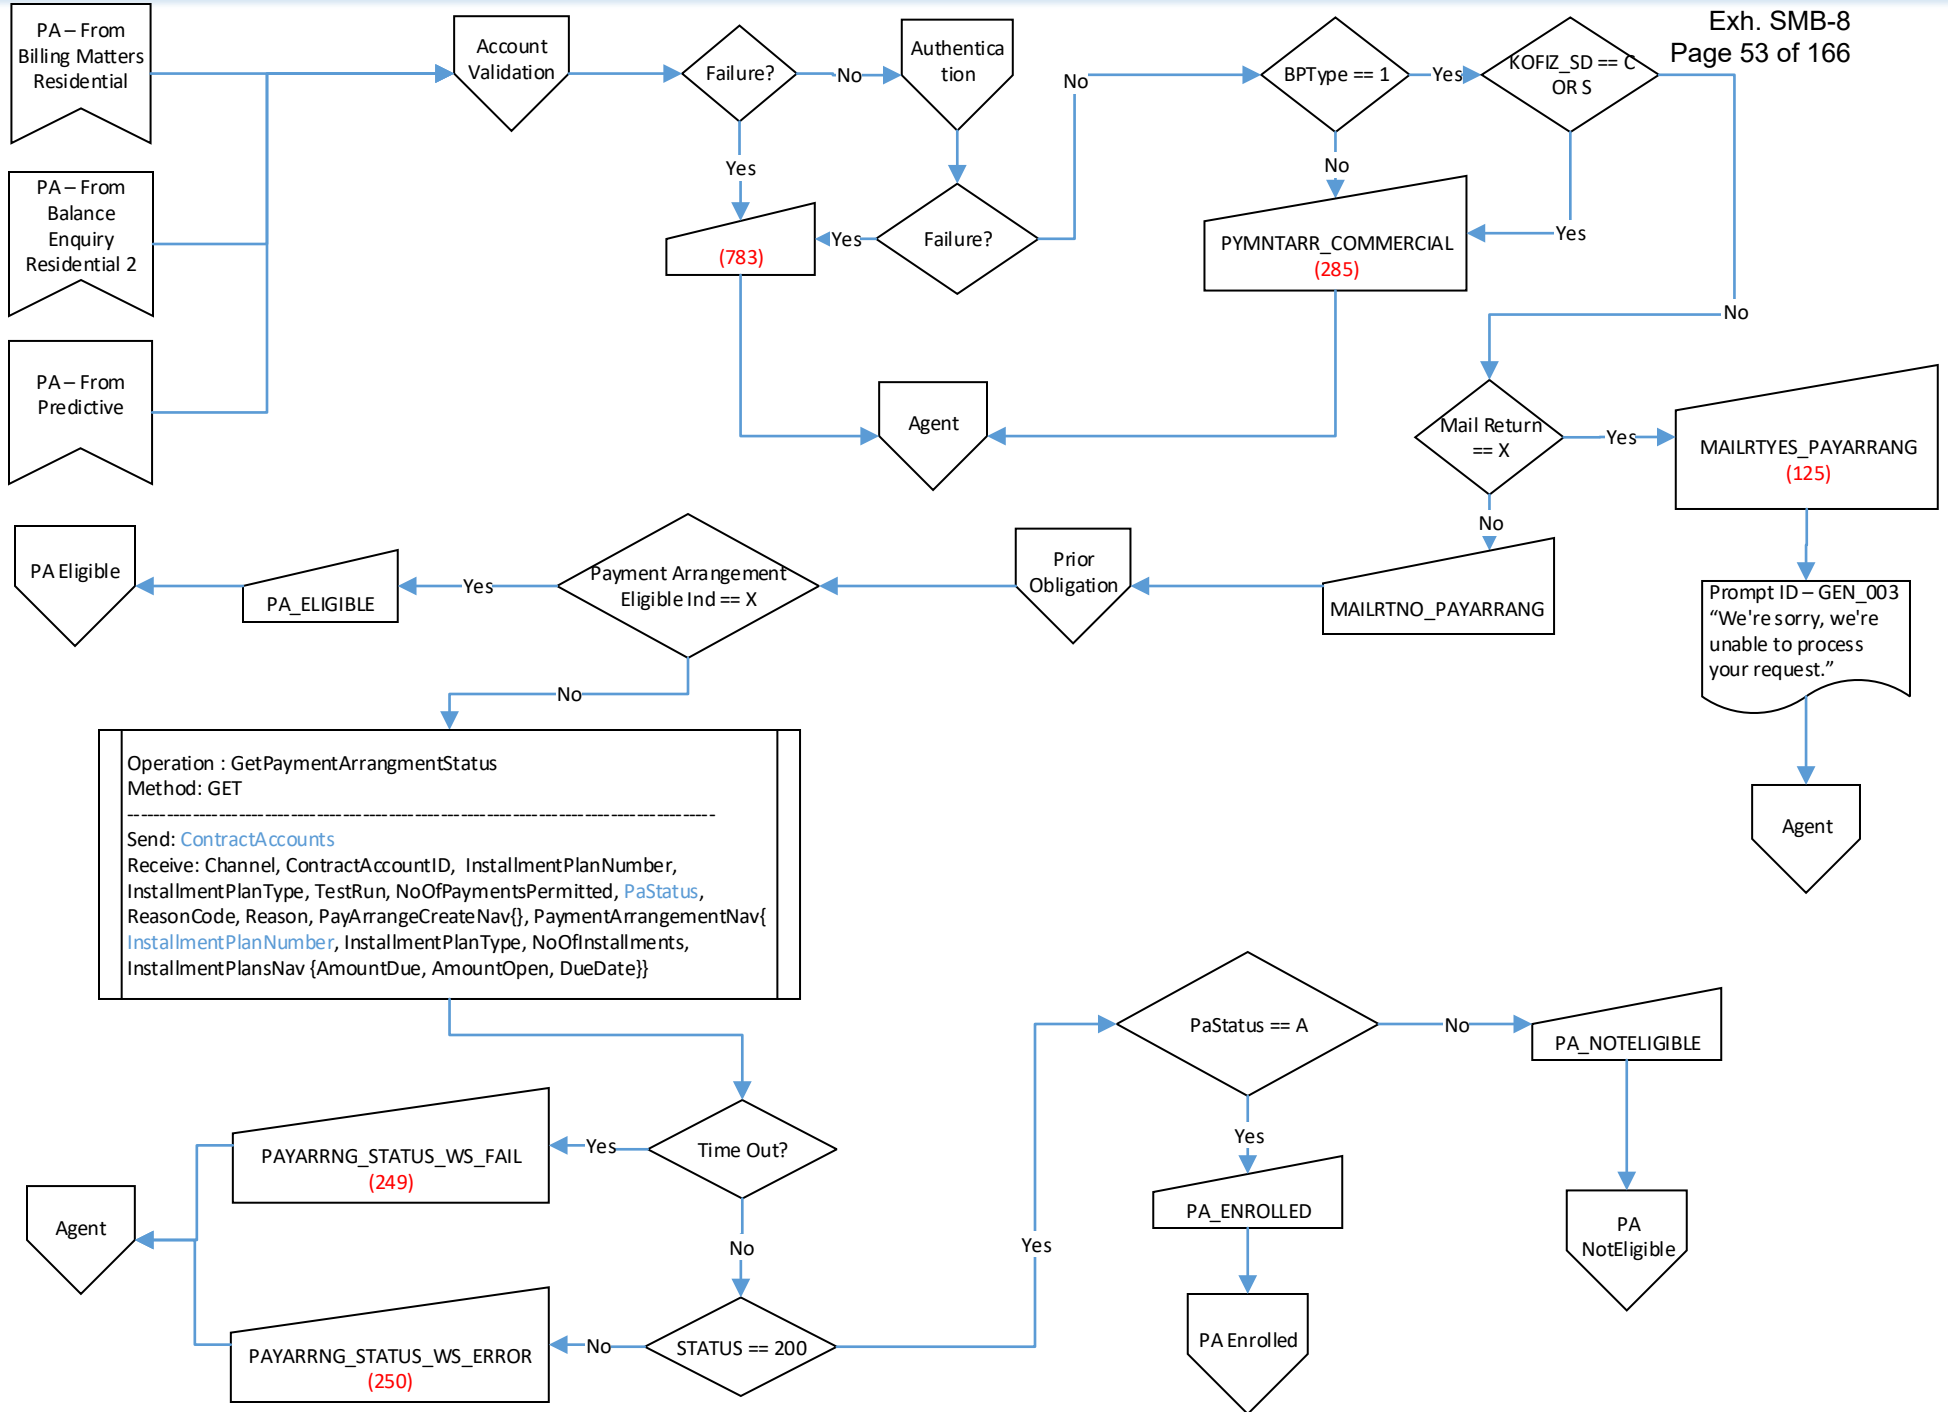 Exh. SMB-8
Page 53 of 166
PA – From
Billing Matters
Residential
Account
Validation
Failure?
No
Authentica
tion
No
BPType == 1
Yes
KOFIZ_SD == C
OR S
Yes
No
PA – From
Balance
Enquiry
Residential 2
(783)
Yes
Failure?
PYMNTARR_COMMERCIAL
(285)
Yes
No
PA – From
Predictive
Agent
Mail Return
== X
Yes
MAILRTYES_PAYARRANG
(125)
No
PA Eligible
PA_ELIGIBLE
Yes
Payment Arrangement
Eligible Ind == X
Prior
Obligation
MAILRTNO_PAYARRANG
Prompt ID – GEN_003
“We're sorry, we're
unable to process
your request.”
No
Operation : GetPaymentArrangmentStatus
Method: GET
------------------------------------------------------------------------------------------
Send: ContractAccounts
Receive: Channel, ContractAccountID, InstallmentPlanNumber,
InstallmentPlanType, TestRun, NoOfPaymentsPermitted, PaStatus,
ReasonCode, Reason, PayArrangeCreateNav{}, PaymentArrangementNav{
InstallmentPlanNumber, InstallmentPlanType, NoOfInstallments,
InstallmentPlansNav {AmountDue, AmountOpen, DueDate}}
Agent
PaStatus == A
No
PA_NOTELIGIBLE
Yes
PAYARRNG_STATUS_WS_FAIL
(249)
Yes
Time Out?
PA_ENROLLED
Agent
No
Yes
PA
NotEligible
PAYARRNG_STATUS_WS_ERROR
(250)
No
STATUS == 200
PA Enrolled